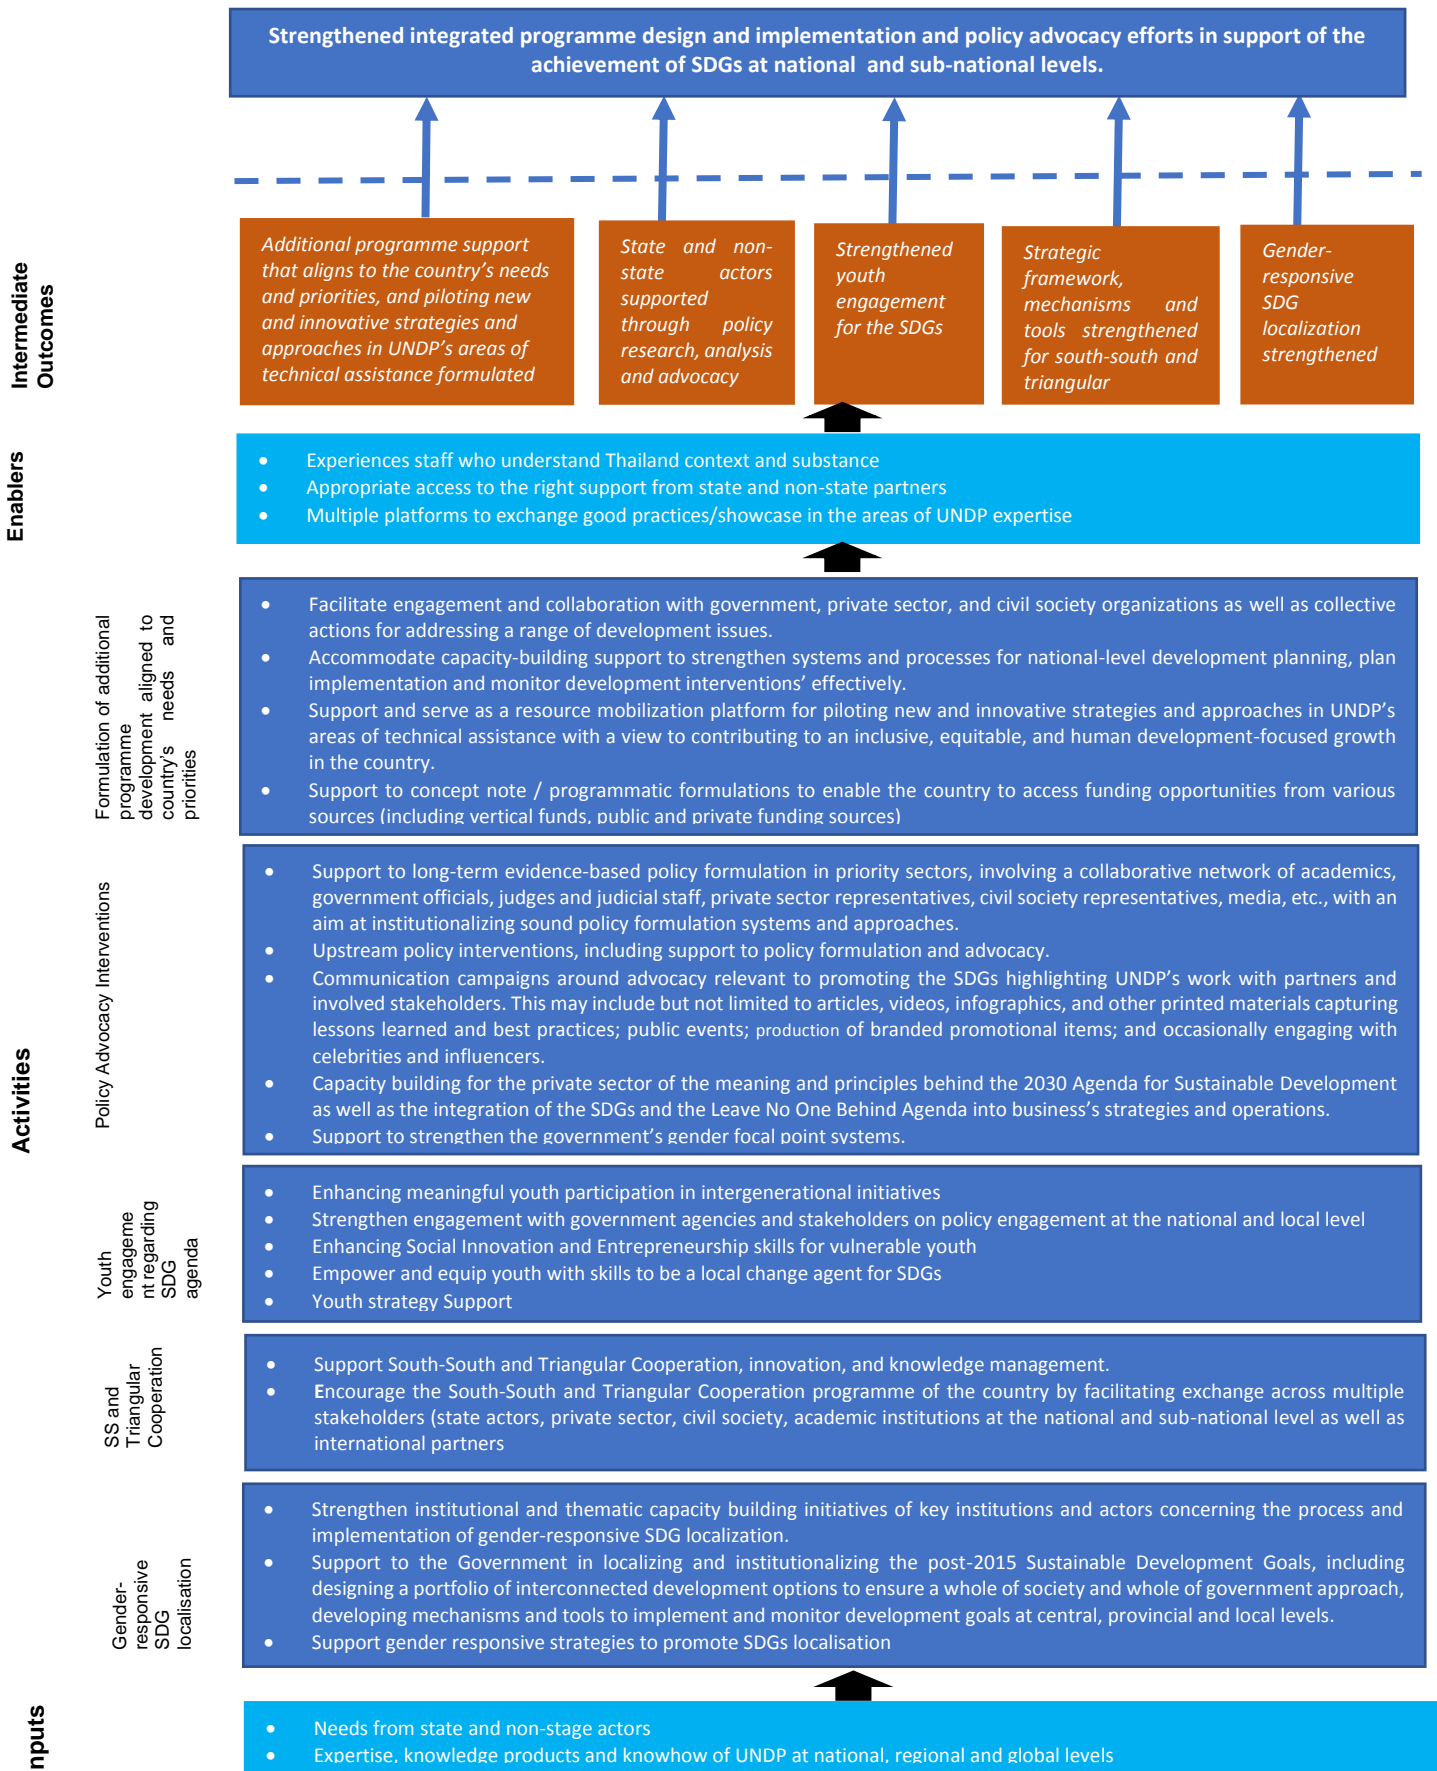 Strengthened integrated programme design and implementation and policy advocacy efforts in support of the
achievement of SDGs at national and sub-national levels.
Intermediate
Outcomes
Additional programme support
that aligns to the country's needs
and priorities, and piloting new
and innovative strategies and
approaches in UNDP's areas of
technical assistance formulated
State and non-
state actors
supported
through policy
research, analysis
and advocacy
Strengthened
youth
engagement
for the SDGs
Strategic
framework,
mechanisms and
tools strengthened
for south-south and
triangular
Gender-
responsive
SDG
localization
strengthened
Enablers
• Experiences staff who understand Thailand context and substance
• Appropriate access to the right support from state and non-state partners
• Multiple platforms to exchange good practices/showcase in the areas of UNDP expertise
Activities
Formulation of additional
programme
development aligned to
country's needs and
priorities
• Facilitate engagement and collaboration with government, private sector, and civil society organizations as well as collective
actions for addressing a range of development issues.
• Accommodate capacity-building support to strengthen systems and processes for national-level development planning, plan
implementation and monitor development interventions' effectively.
• Support and serve as a resource mobilization platform for piloting new and innovative strategies and approaches in UNDP's
areas of technical assistance with a view to contributing to an inclusive, equitable, and human development-focused growth
in the country.
• Support to concept note / programmatic formulations to enable the country to access funding opportunities from various
sources (including vertical funds, public and private funding sources)
Policy Advocacy Interventions
• Support to long-term evidence-based policy formulation in priority sectors, involving a collaborative network of academics,
government officials, judges and judicial staff, private sector representatives, civil society representatives, media, etc., with an
aim at institutionalizing sound policy formulation systems and approaches.
• Upstream policy interventions, including support to policy formulation and advocacy.
• Communication campaigns around advocacy relevant to promoting the SDGs highlighting UNDP's work with partners and
involved stakeholders. This may include but not limited to articles, videos, infographics, and other printed materials capturing
lessons learned and best practices; public events; production of branded promotional items; and occasionally engaging with
celebrities and influencers.
• Capacity building for the private sector of the meaning and principles behind the 2030 Agenda for Sustainable Development
as well as the integration of the SDGs and the Leave No One Behind Agenda into business's strategies and operations.
• Support to strengthen the government's gender focal point systems.
Youth
engageme
nt regarding
SDG
agenda
• Enhancing meaningful youth participation in intergenerational initiatives
• Strengthen engagement with government agencies and stakeholders on policy engagement at the national and local level
• Enhancing Social Innovation and Entrepreneurship skills for vulnerable youth
• Empower and equip youth with skills to be a local change agent for SDGs
• Youth strategy Support
SS and
Triangular
Cooperation
• Support South-South and Triangular Cooperation, innovation, and knowledge management.
• Encourage the South-South and Triangular Cooperation programme of the country by facilitating exchange across multiple
stakeholders (state actors, private sector, civil society, academic institutions at the national and sub-national level as well as
international partners
Gender-
responsive
SDG
localisation
• Strengthen institutional and thematic capacity building initiatives of key institutions and actors concerning the process and
implementation of gender-responsive SDG localization.
• Support to the Government in localizing and institutionalizing the post-2015 Sustainable Development Goals, including
designing a portfolio of interconnected development options to ensure a whole of society and whole of government approach,
developing mechanisms and tools to implement and monitor development goals at central, provincial and local levels.
• Support gender responsive strategies to promote SDGs localisation
nputs
• Needs from state and non-stage actors
• Expertise, knowledge products and knowhow of UNDP at national, regional and global levels